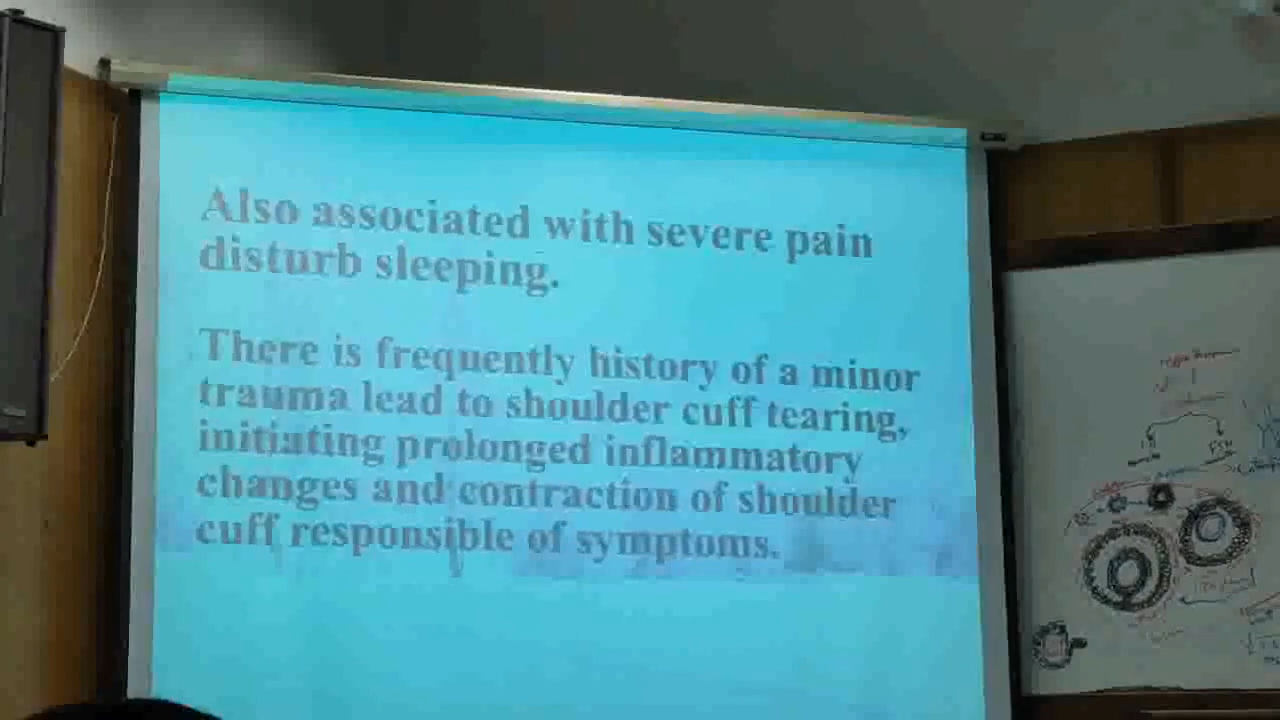 Also associated with severe pain
disturb sleeping.
There is frequently history of a minor
trauma lead to shoulder cuff tearing,
initiating prolonged inflammatory
changes and contraction of shoulder
cuff responsible of symptoms.
FSH